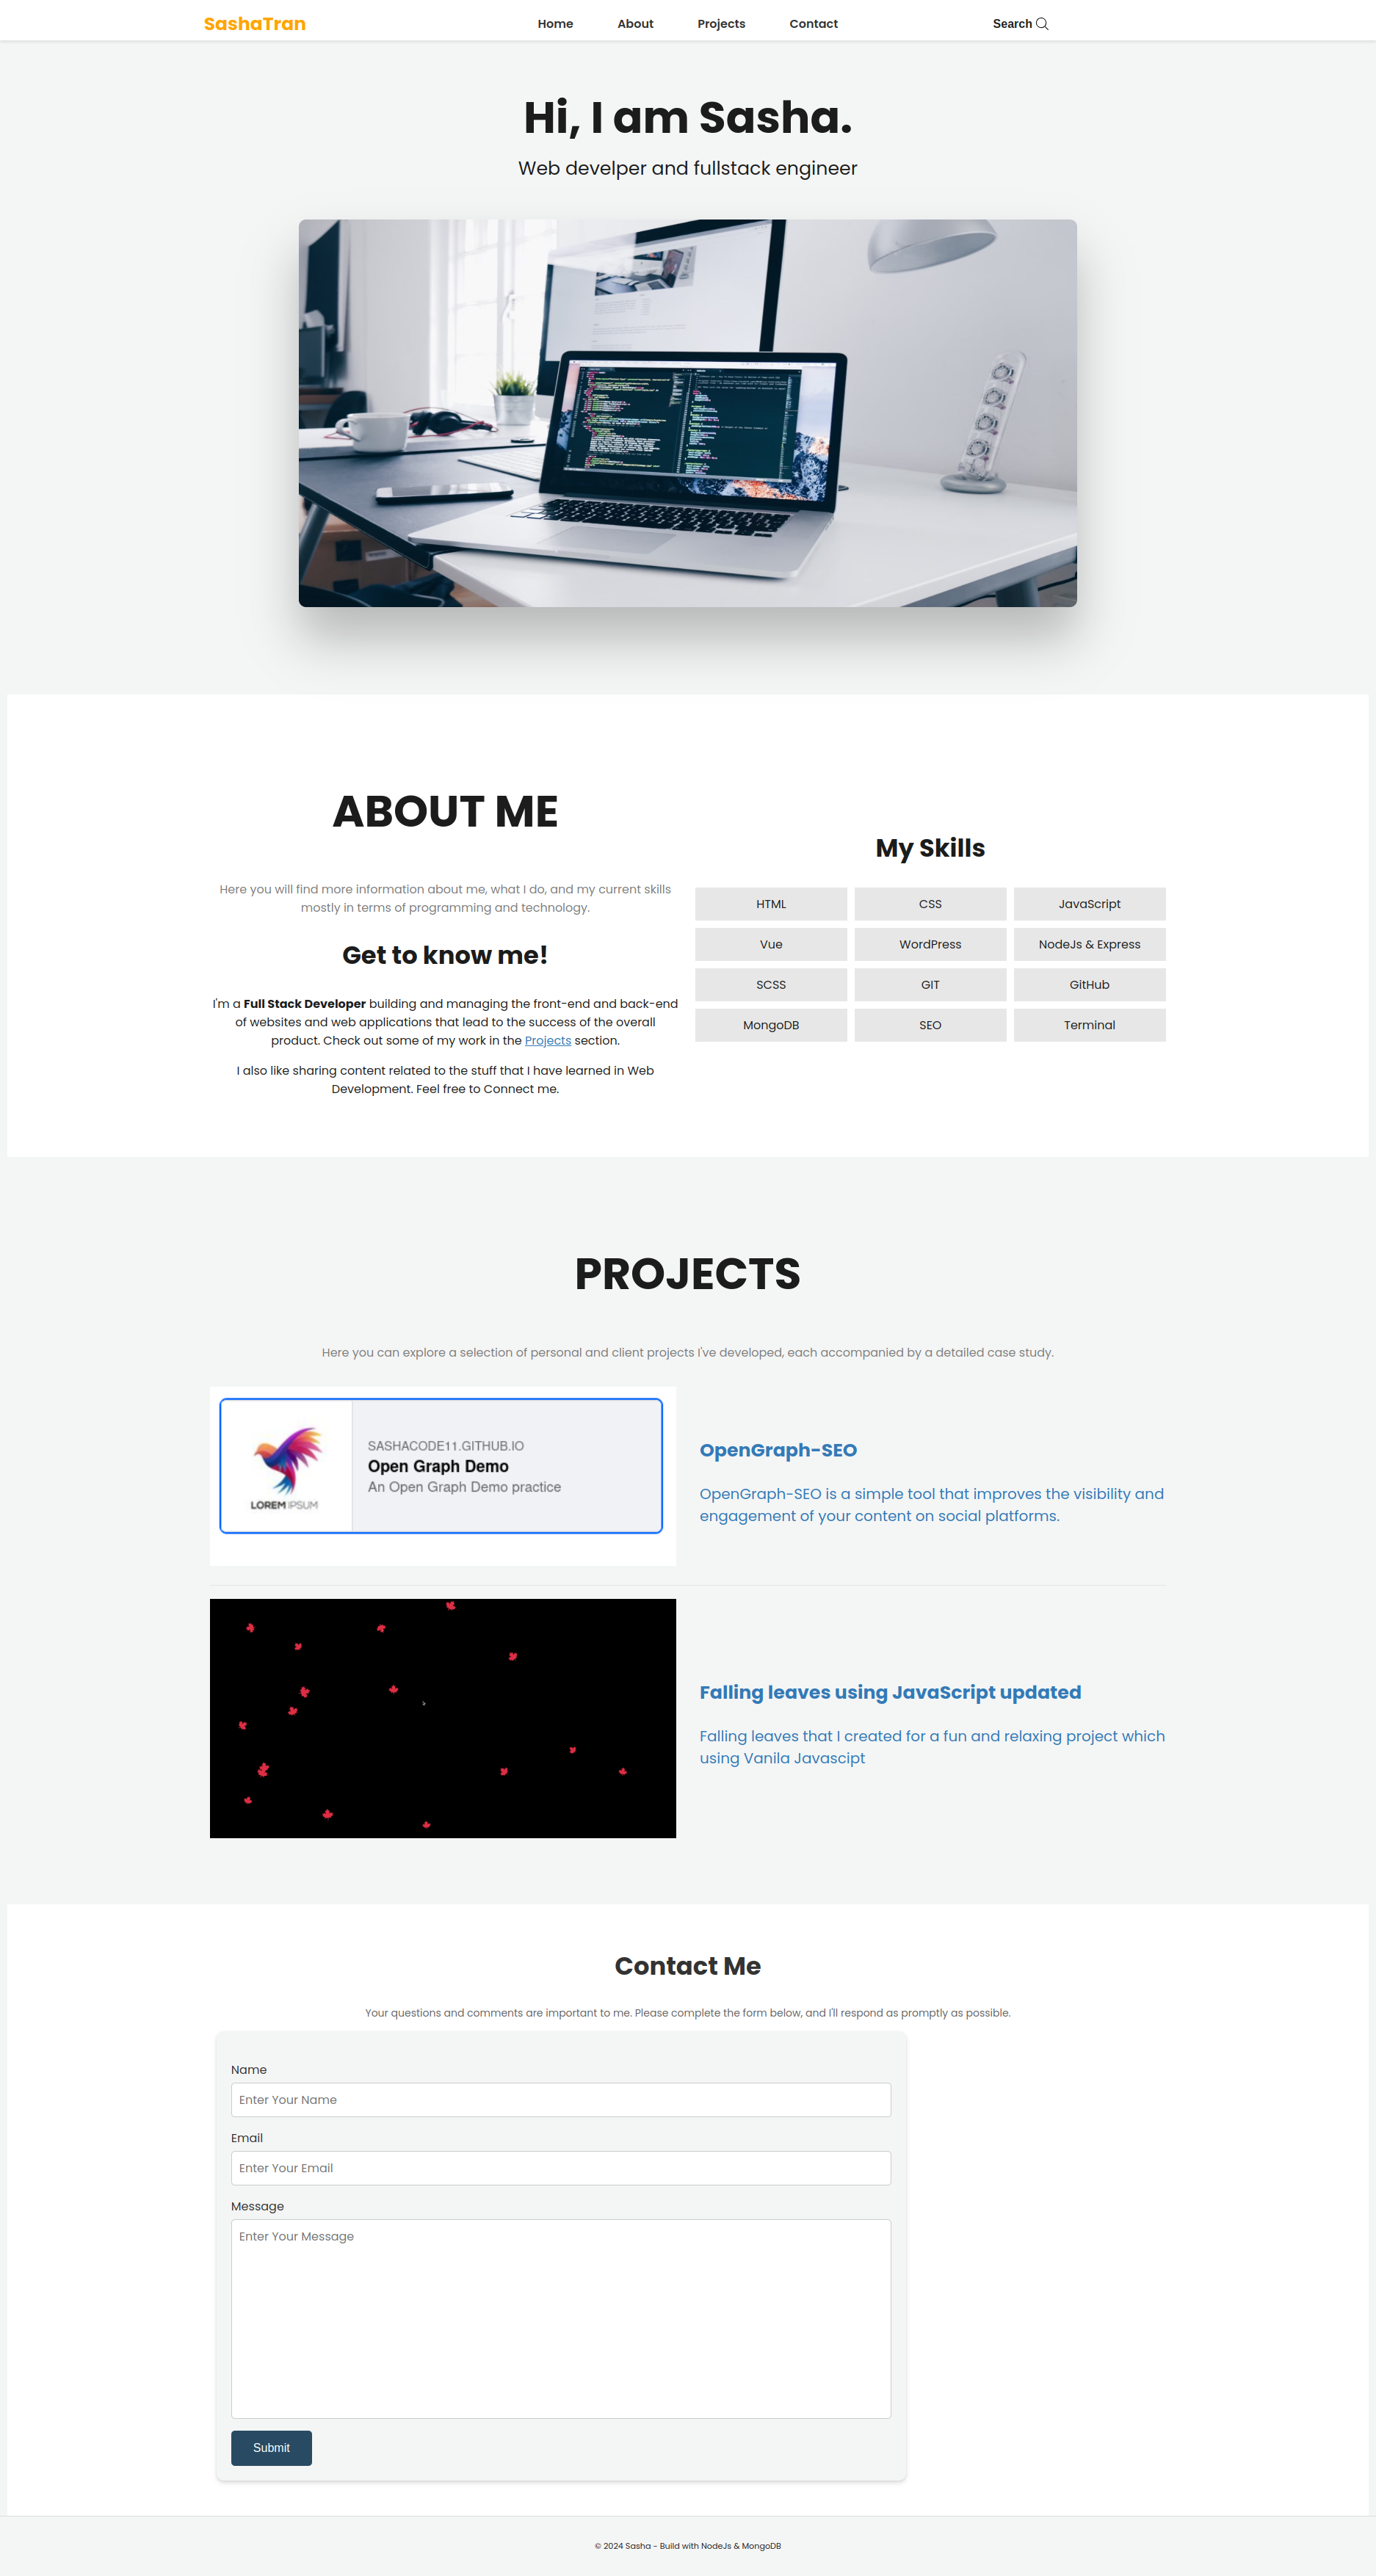 SashaTran
Home About Projects Contact
Search
Hi, I am Sasha.
Web develper and fullstack engineer
ABOUT ME
Here you will find more information about me, what I do, and my current skills
mostly in terms of programming and technology.
Get to know me!
I'm a Full Stack Developer building and managing the front-end and back-end
of websites and web applications that lead to the success of the overall
product. Check out some of my work in the Projects section.
I also like sharing content related to the stuff that I have learned in Web
Development. Feel free to Connect me.
My Skills
HTML CSS JavaScript
Vue WordPress NodeJs & Express
SCSS GIT GitHub
MongoDB SEO Terminal
PROJECTS
Here you can explore a selection of personal and client projects I've developed, each accompanied by a detailed case study.
LOREM IPSUM
SASHACODE11.GITHUB.IO
Open Graph Demo
An Open Graph Demo practice
OpenGraph-SEO
OpenGraph-SEO is a simple tool that improves the visibility and
engagement of your content on social platforms.
Falling leaves using JavaScript updated
Falling leaves that I created for a fun and relaxing project which
using Vanila Javascipt
Contact Me
Your questions and comments are important to me. Please complete the form below, and I'll respond as promptly as possible.
Name
Enter Your Name
Email
Enter Your Email
Message
Enter Your Message
Submit
© 2024 Sasha - Build with NodeJs & MongoDB